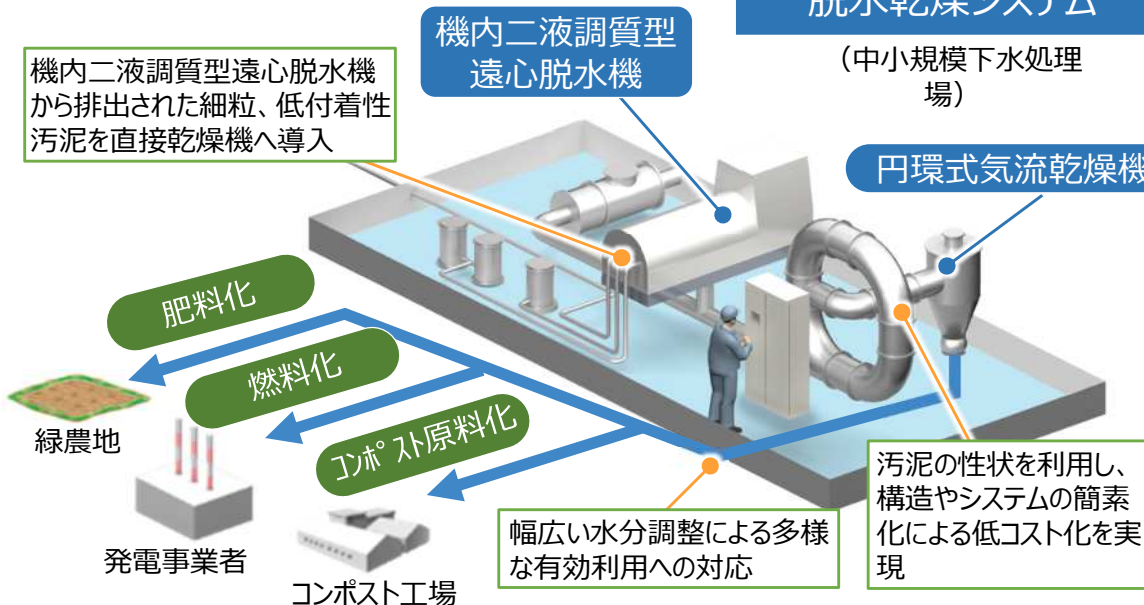 脱水乾燥システム
（中小規模下水処理
場）
機内二液調質型
遠心脱水機
機内二液調質型遠心脱水機
から排出された細粒、低付着性
汚泥を直接乾燥機へ導入
円環式気流乾燥機
肥料化
燃料化
コンポスト原料化
緑農地
発電事業者
コンポスト工場
幅広い水分調整による多様
な有効利用への対応
汚泥の性状を利用し、
構造やシステムの簡素
化による低コスト化を実
現